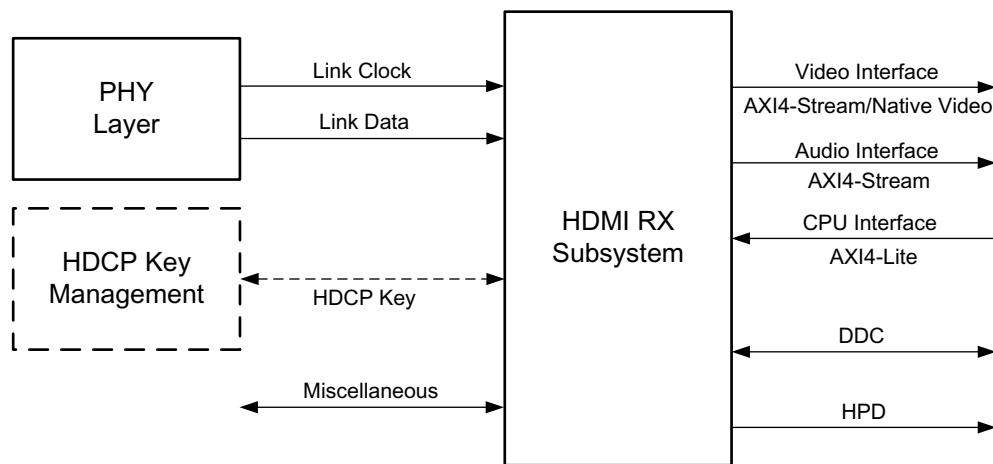 PHY
Layer
Link Clock
Link Data
HDCP Key
Management
HDCP Key
Miscellaneous
HDMI RX
Subsystem
Video Interface
AXI4-Stream/Native Video
Audio Interface
AXI4-Stream
CPU Interface
AXI4-Lite
DDC
HPD